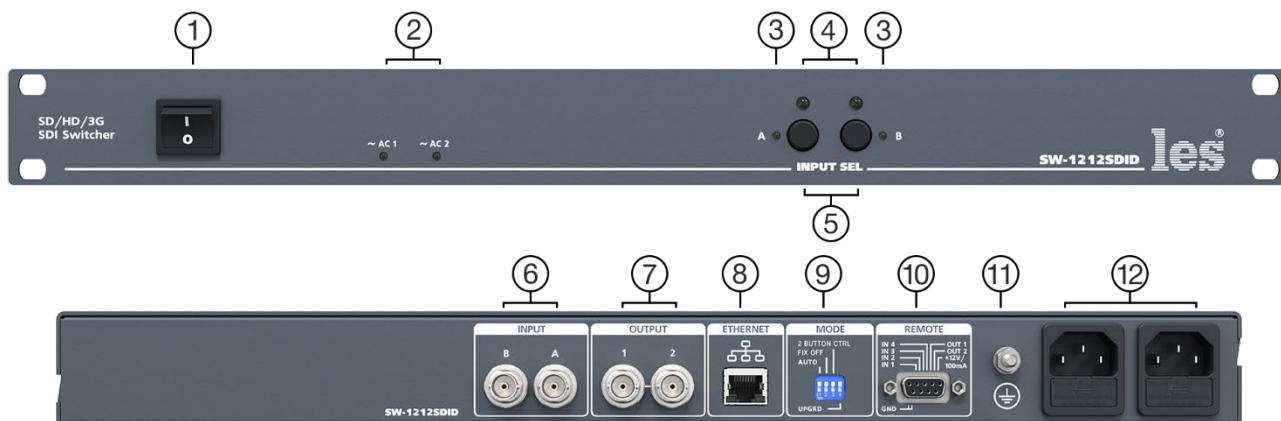 1
2
3
4
3
SD/HD/3G
SDI Switcher
I
O
~ AC 1
~ AC 2
A
B
INPUT SEL
SW-1212SDID
les®
5
6
7
8
9
10
11
12
INPUT
B
A
OUTPUT
1
2
ETHERNET
MODE
2 BUTTON CTRL
FIX OFF
AUTO
UPGRD
REMOTE
IN 4
IN 3
IN 2
IN 1
OUT 1
OUT 2
+12V/
100mA
GND
SW-1212SDID